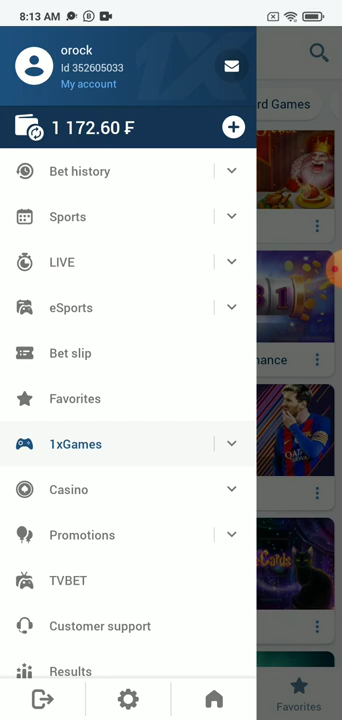 8:13 AM
orock
Id 352605033
My account
1 172.60 ₣
Bet history
Sports
LIVE
eSports
Bet slip
Favorites
1xGames
Casino
Promotions
TVBET
Customer support
Results
rd Games
hance
Favorites